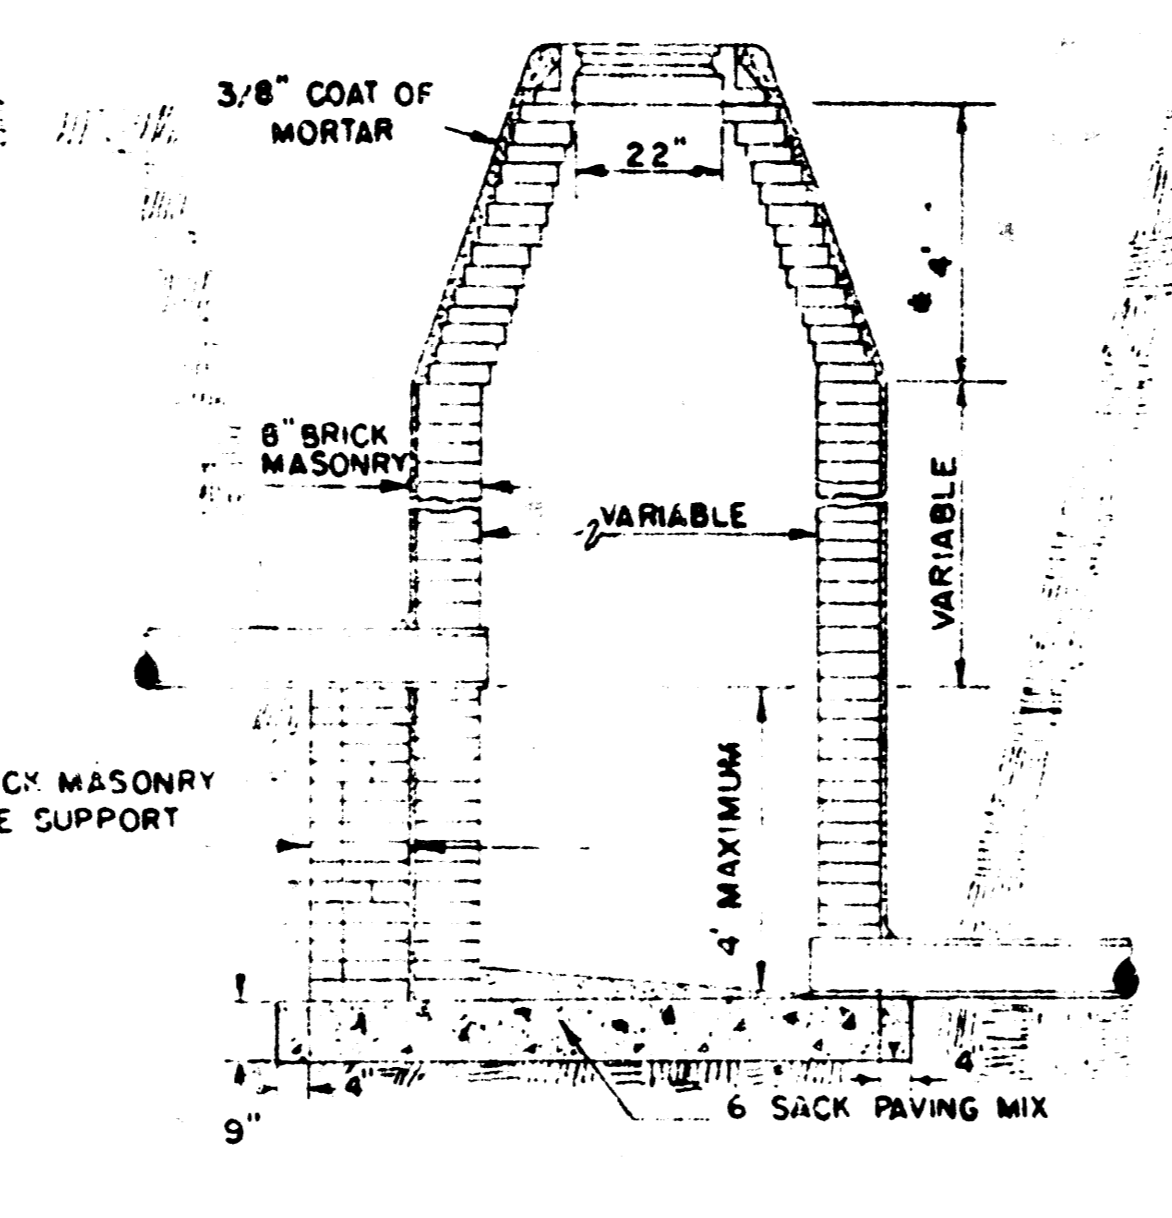 3/8" COAT OF
MORTAR
22"
4'
8" BRICK
MASONRY
VARIABLE
VARIABLE
CK MASONRY
E SUPPORT
4' MAXIMUM
4"
4"
9"
6 SACK PAVING MIX